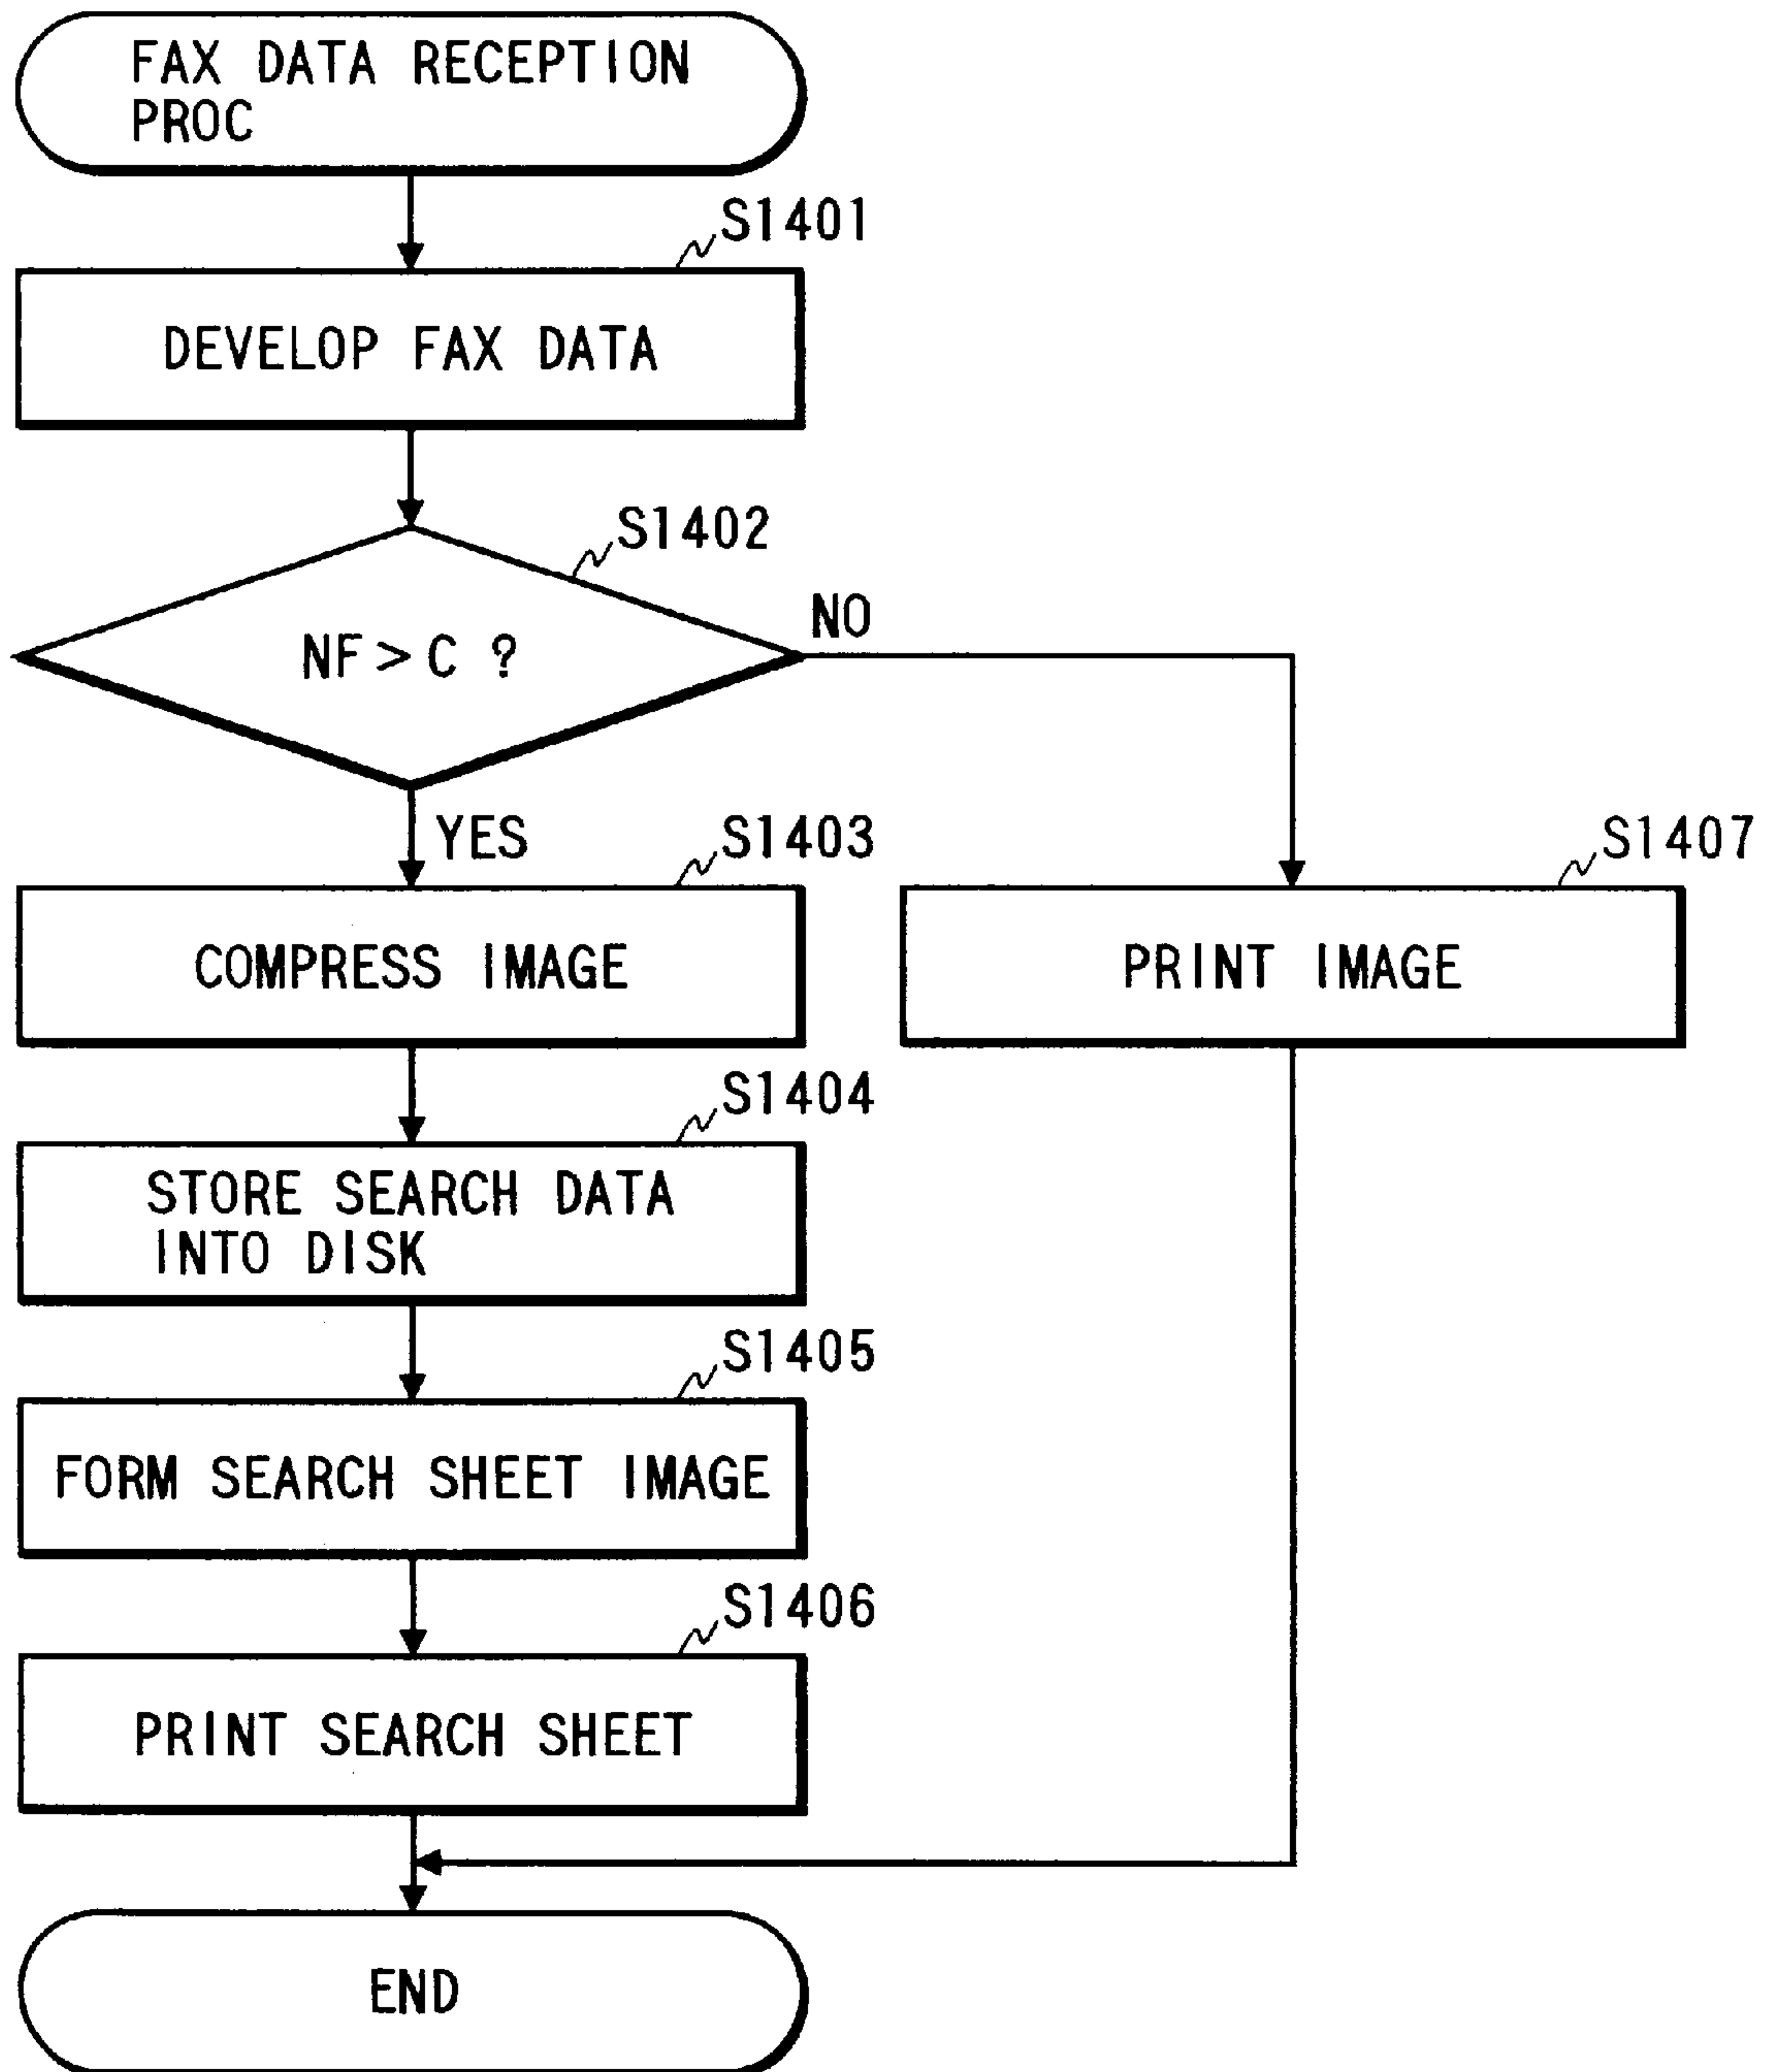 FAX DATA RECEPTION
PROC
S1401
DEVELOP FAX DATA
S1402
NF > C ?
NO
YES
S1403
COMPRESS IMAGE
S1407
PRINT IMAGE
S1404
STORE SEARCH DATA
INTO DISK
S1405
FORM SEARCH SHEET IMAGE
S1406
PRINT SEARCH SHEET
END